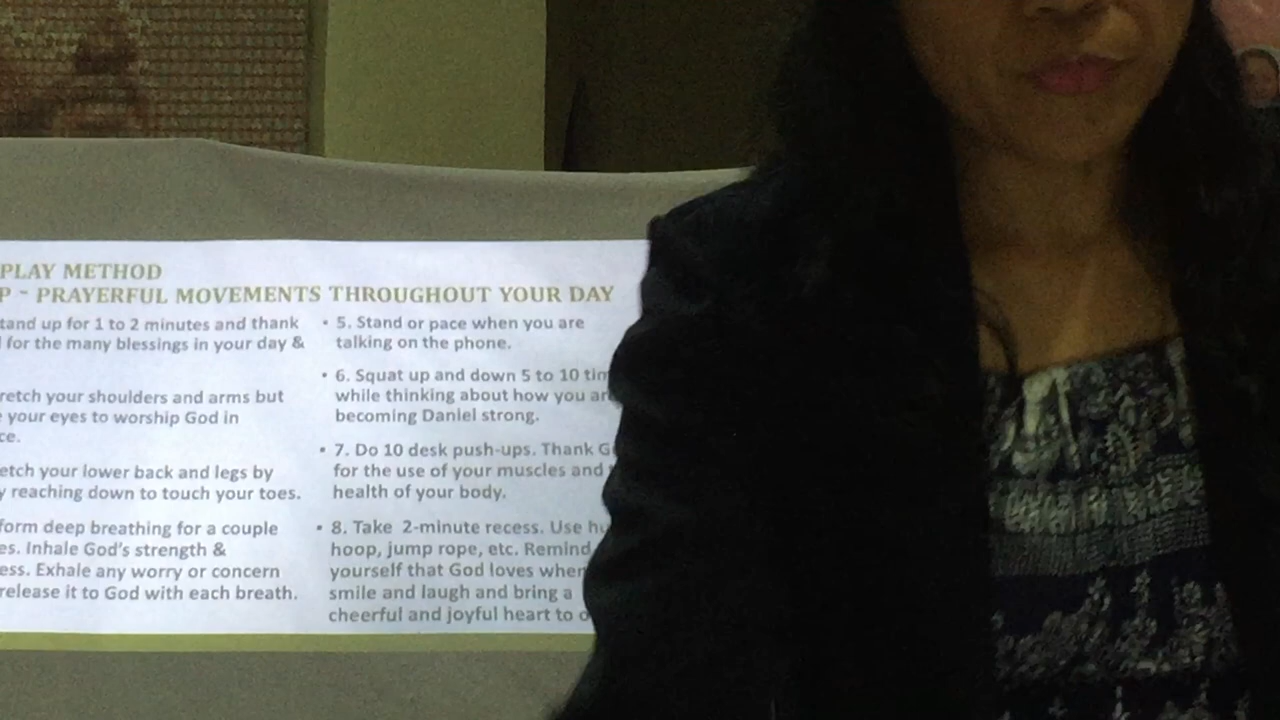 PLAY METHOD
P - PRAYERFUL MOVEMENTS THROUGHOUT YOUR DAY
tand up for 1 to 2 minutes and thank
for the many blessings in your day &
retch your shoulders and arms but
your eyes to worship God in
ce.
etch your lower back and legs by
y reaching down to touch your toes.
form deep breathing for a couple
es. Inhale God's strength &
ess. Exhale any worry or concern
release it to God with each breath.
• 5. Stand or pace when you are
talking on the phone.
• 6. Squat up and down 5 to 10 tim
while thinking about how you ar
becoming Daniel strong.
• 7. Do 10 desk push-ups. Thank G
for the use of your muscles and
health of your body.
• 8. Take 2-minute recess. Use hu
hoop, jump rope, etc. Remind
yourself that God loves when
smile and laugh and bring a
cheerful and joyful heart to o